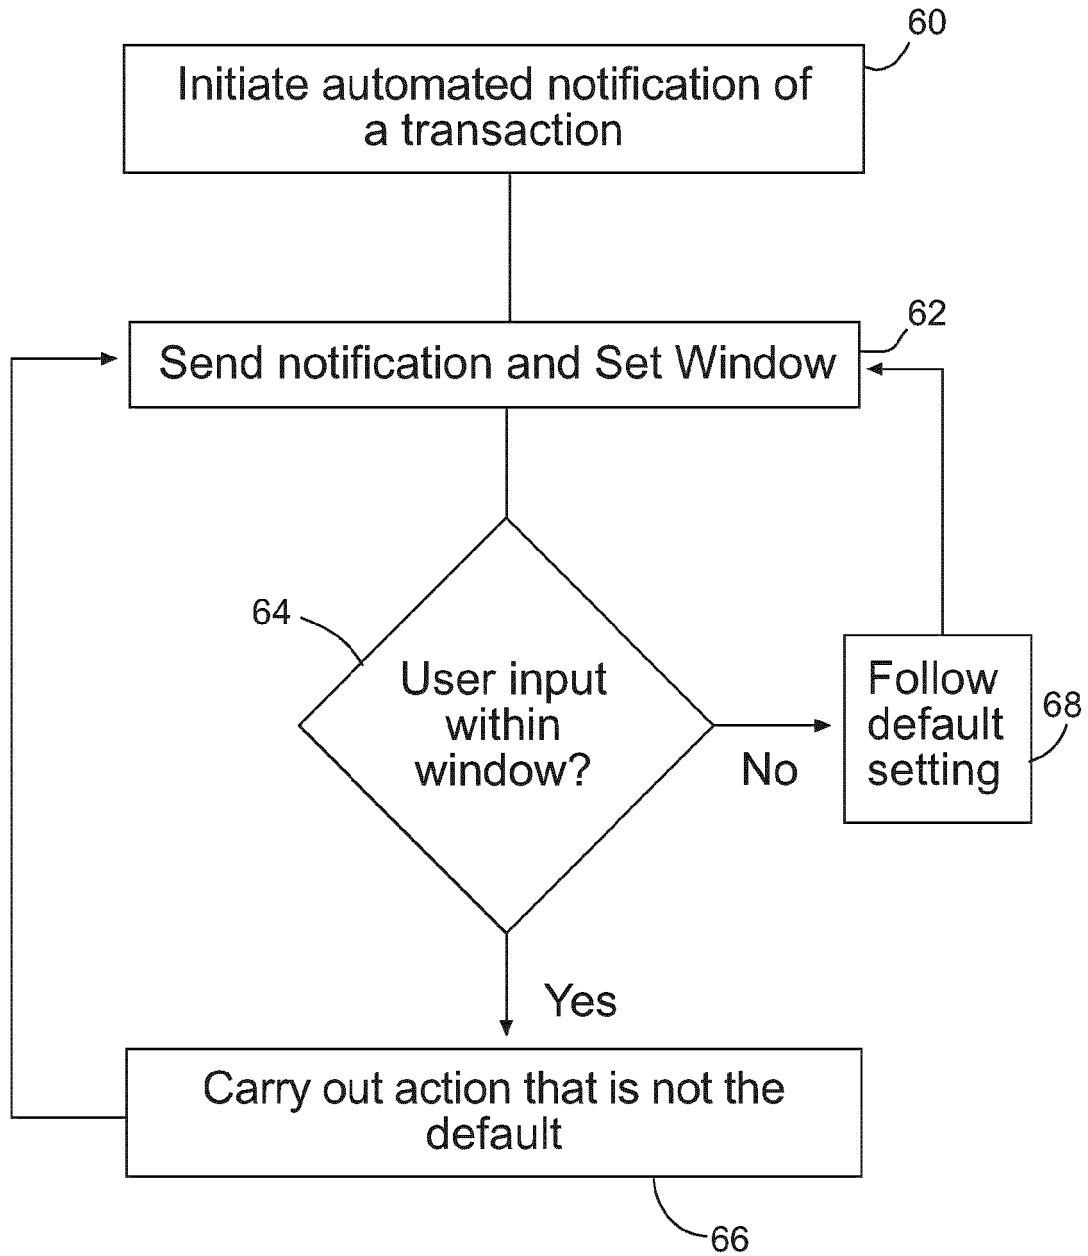 60
Initiate automated notification of
a transaction
62
Send notification and Set Window
64
User input
within
window?
No
Follow
default
setting
68
Yes
Carry out action that is not the
default
66